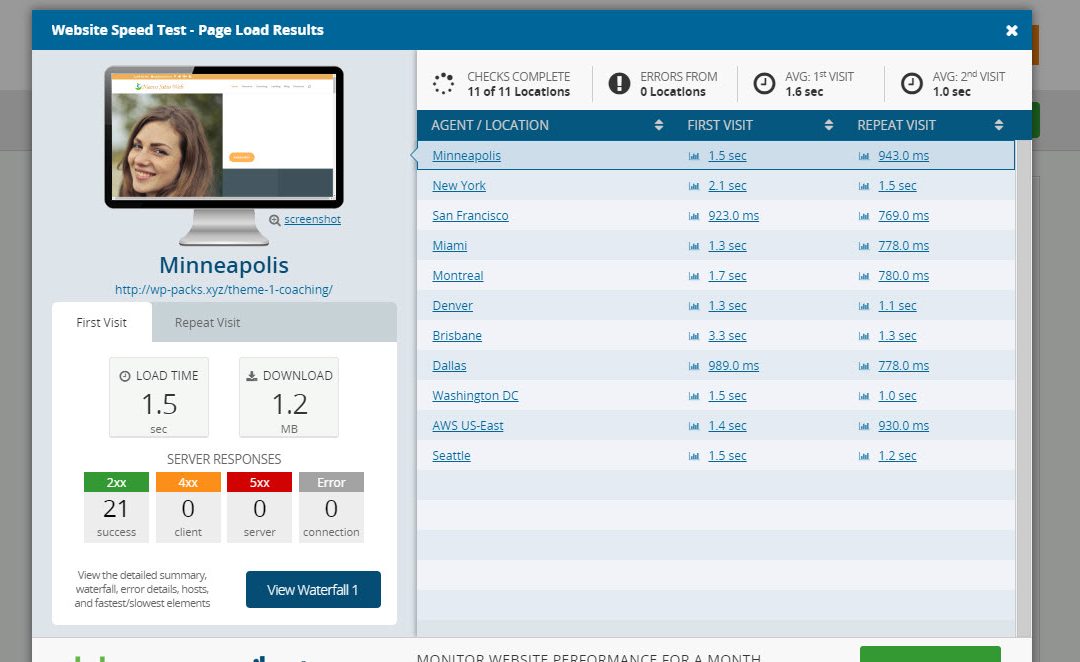 Website Speed Test - Page Load Results
screenshot
Minneapolis
http://wp-packs.xyz/theme-1-coaching/
First Visit Repeat Visit
LOAD TIME DOWNLOAD
1.5 1.2
sec MB
SERVER RESPONSES
2xx 4xx 5xx Error
21 0 0 0
success client server connection
View the detailed summary,
waterfall, error details, hosts,
and fastest/slowest elements
View Waterfall 1
CHECKS COMPLETE ERRORS FROM AVG: 1st VISIT AVG: 2nd VISIT
11 of 11 Locations 0 Locations 1.6 sec 1.0 sec
AGENT / LOCATION FIRST VISIT REPEAT VISIT
Minneapolis 1.5 sec 943.0 ms
New York 2.1 sec 1.5 sec
San Francisco 923.0 ms 769.0 ms
Miami 1.3 sec 778.0 ms
Montreal 1.7 sec 780.0 ms
Denver 1.3 sec 1.1 sec
Brisbane 3.3 sec 1.3 sec
Dallas 989.0 ms 778.0 ms
Washington DC 1.5 sec 1.0 sec
AWS US-East 1.4 sec 930.0 ms
Seattle 1.5 sec 1.2 sec
MONITOR WEBSITE PERFORMANCE FOR A MONTH